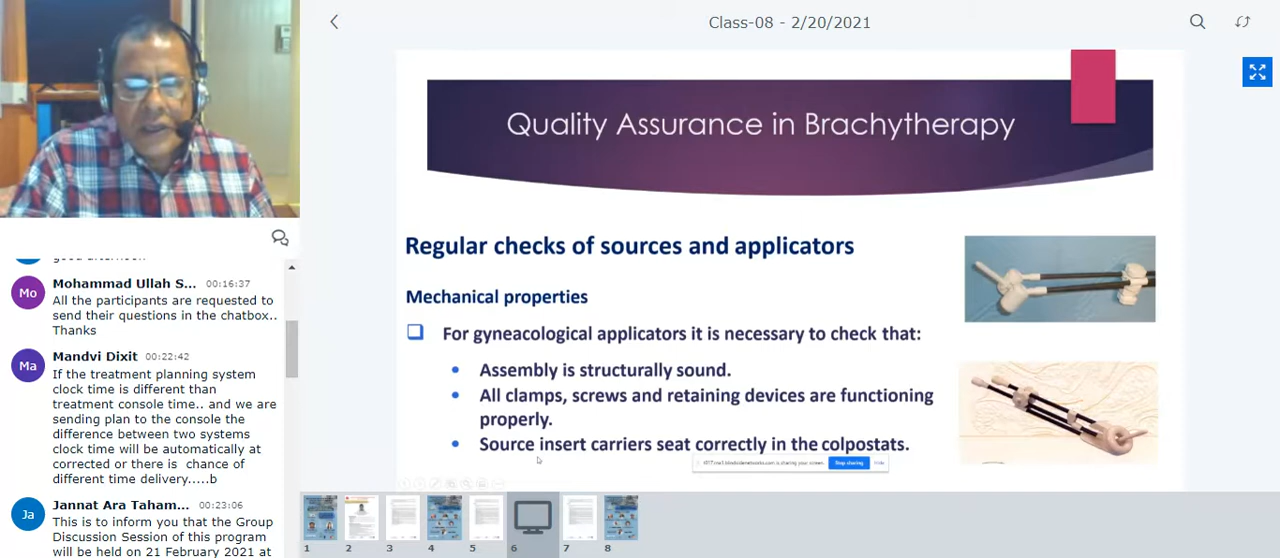 Class-08 - 2/20/2021
good afternoon
Mohammad Ullah S... 00:16:37
All the participants are requested to
send their questions in the chatbox..
Thanks
Mandvi Dixit 00:22:42
If the treatment planning system
clock time is different than
treatment console time.. and we are
sending plan to the console the
difference between two systems
clock time will be automatically at
corrected or there is chance of
different time delivery.....b
Jannat Ara Taham... 00:23:06
This is to inform you that the Group
Discussion Session of this program
will be held on 21 February 2021 at
Mo
Ma
Ja
Quality Assurance in Brachytherapy
Regular checks of sources and applicators
Mechanical properties
For gyneacological applicators it is necessary to check that:
Assembly is structurally sound.
All clamps, screws and retaining devices are functioning
properly.
Source insert carriers seat correctly in the colpostats.
is sharing your screen. Stop sharing Hide
1 2 3 4 5 6 7 8